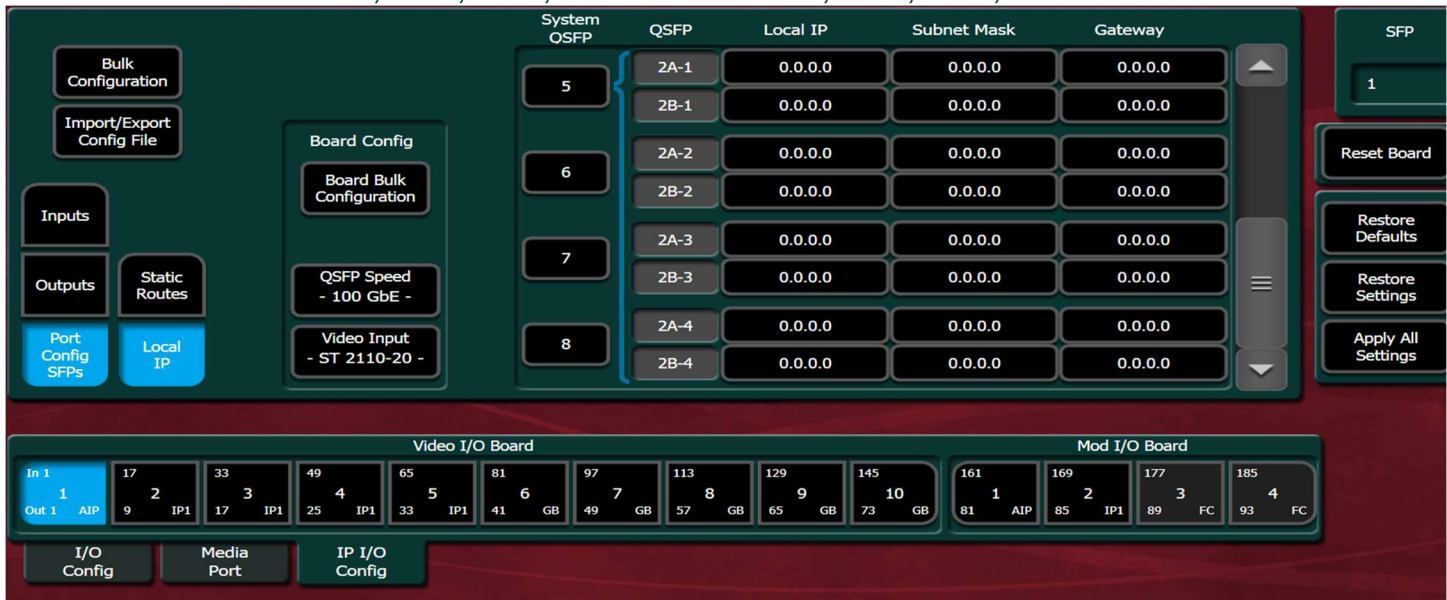 System
QSFP QSFP Local IP Subnet Mask Gateway SFP
Bulk
Configuration
Import/Export
Config File
Board Config
Board Bulk
Configuration
QSFP Speed
- 100 GbE -
Video Input
- ST 2110-20 -
Inputs
Outputs
Static
Routes
Port
Config
SFPs
Local
IP
5
2A-1 0.0.0.0 0.0.0.0 0.0.0.0
2B-1 0.0.0.0 0.0.0.0 0.0.0.0
6
2A-2 0.0.0.0 0.0.0.0 0.0.0.0
2B-2 0.0.0.0 0.0.0.0 0.0.0.0
7
2A-3 0.0.0.0 0.0.0.0 0.0.0.0
2B-3 0.0.0.0 0.0.0.0 0.0.0.0
8
2A-4 0.0.0.0 0.0.0.0 0.0.0.0
2B-4 0.0.0.0 0.0.0.0 0.0.0.0
1
Reset Board
Restore
Defaults
Restore
Settings
Apply All
Settings
Video I/O Board Mod I/O Board
In 1 17 33 49 65 81 97 113 129 145 161 169 177 185
1 2 3 4 5 6 7 8 9 10 1 2 3 4
Out 1 AIP 9 IP1 17 IP1 25 IP1 33 IP1 41 GB 49 GB 57 GB 65 GB 73 GB 81 AIP 85 IP1 89 FC 93 FC
I/O
Config
Media
Port
IP I/O
Config